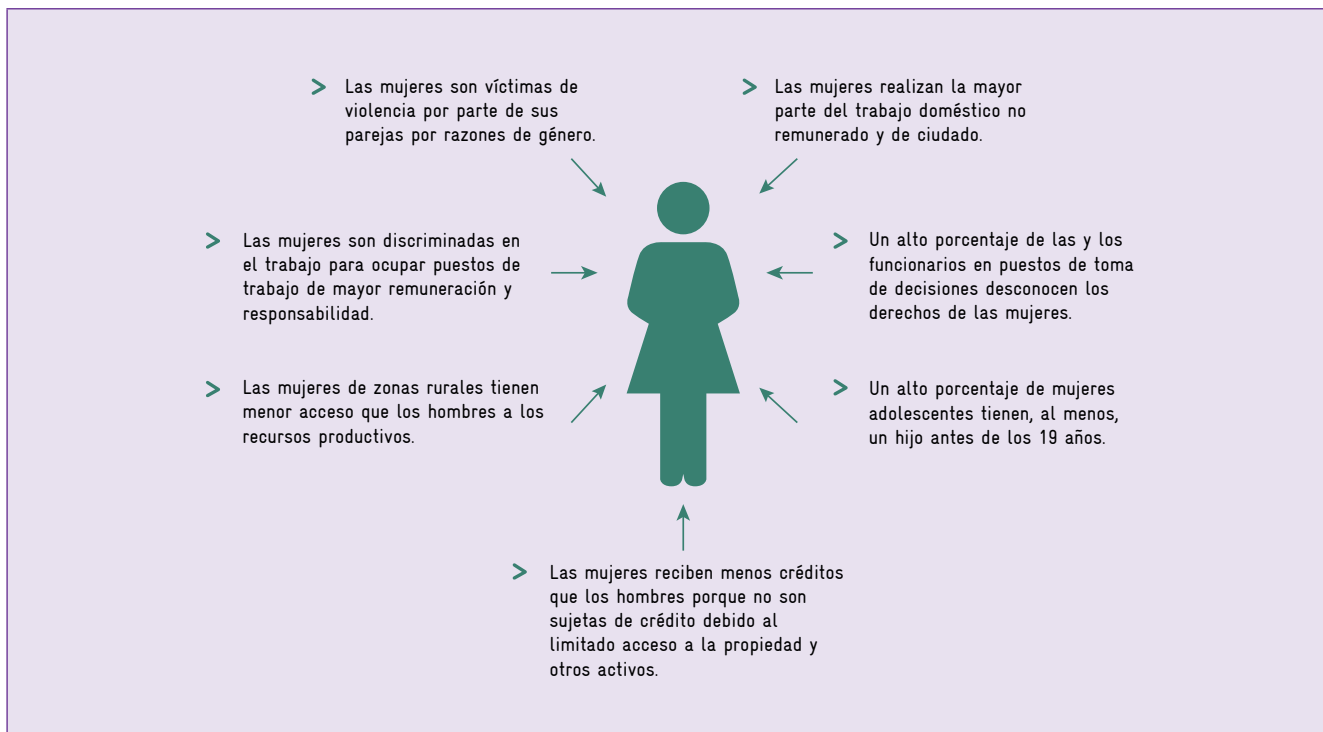 > Las mujeres son víctimas de
violencia por parte de sus
parejas por razones de género.
> Las mujeres realizan la mayor
parte del trabajo doméstico no
remunerado y de ciudado.
> Las mujeres son discriminadas en
el trabajo para ocupar puestos de
trabajo de mayor remuneración y
responsabilidad.
> Un alto porcentaje de las y los
funcionarios en puestos de toma
de decisiones desconocen los
derechos de las mujeres.
> Las mujeres de zonas rurales tienen
menor acceso que los hombres a los
recursos productivos.
> Un alto porcentaje de mujeres
adolescentes tienen, al menos,
un hijo antes de los 19 años.
> Las mujeres reciben menos créditos
que los hombres porque no son
sujetas de crédito debido al
limitado acceso a la propiedad y
otros activos.